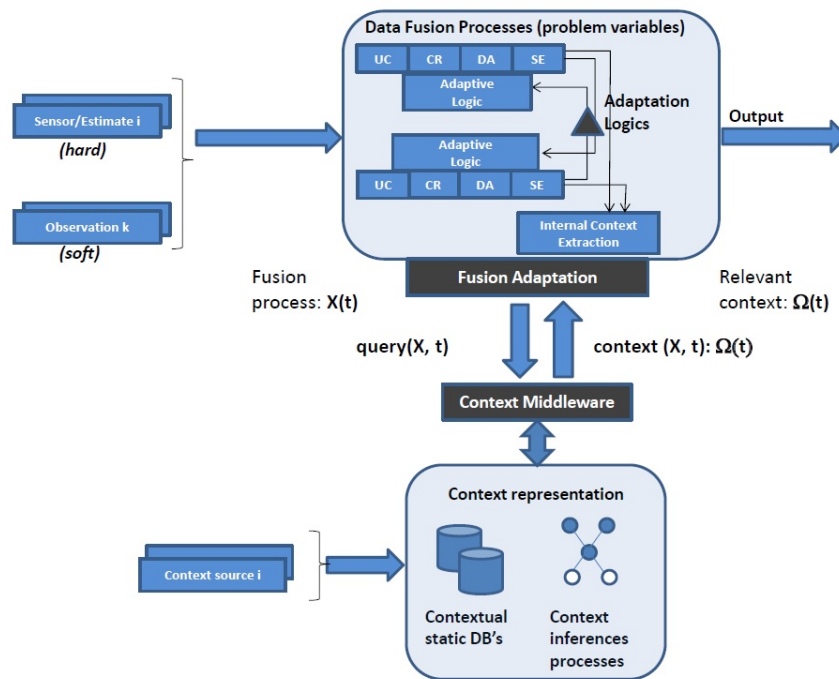 Data Fusion Processes (problem variables)
UC CR DA SE
Adaptive
Logic
Adaptation
Logics
Adaptive
Logic
UC CR DA SE
Internal Context
Extraction
Sensor/Estimate i
(hard)
Observation k
(soft)
Output
Fusion Adaptation
Fusion
process: X(t)
Relevant
context: Ω(t)
query(X, t)
context (X, t): Ω(t)
Context Middleware
Context representation
Context source i
Contextual
static DB's
Context
inferences
processes